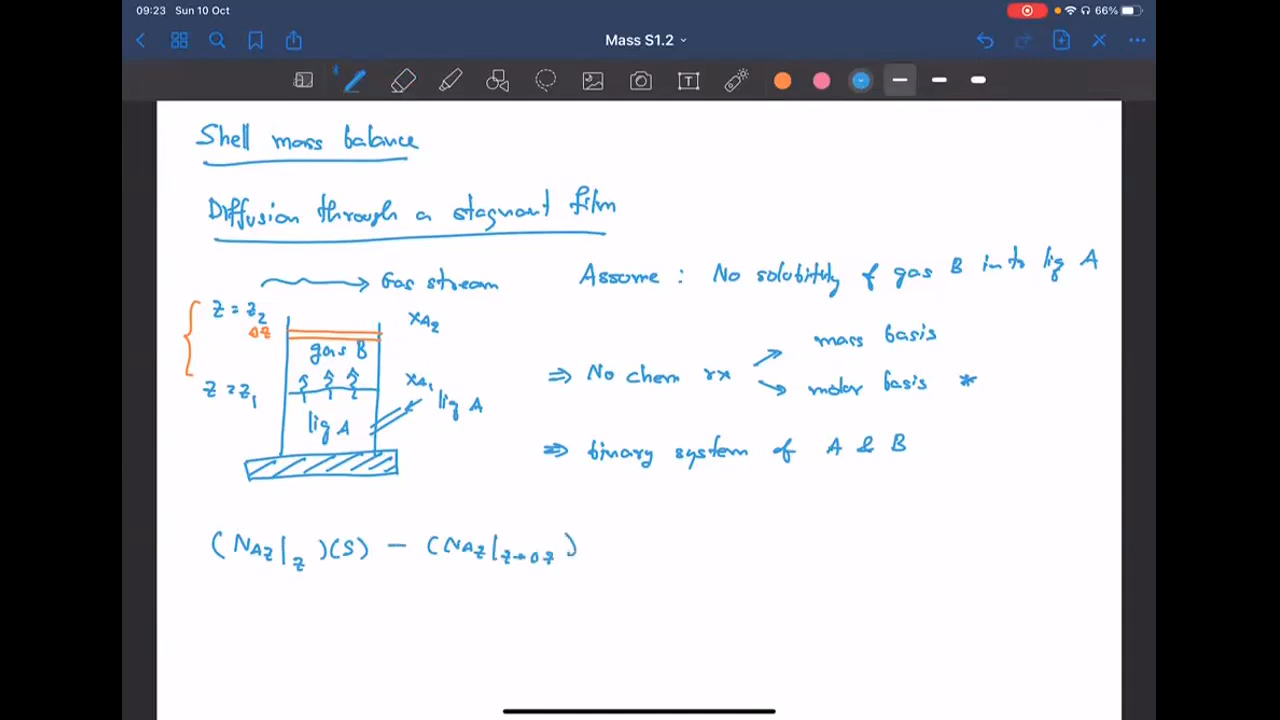 09:23 Sun 10 Oct
66%
Mass S1.2
Shell mass balance
Diffusion through a stagnant film
Gas stream
Assume : No solubitity of gas B into liq A
z = z2
xA2
Δz
gas B
mass basis
⇒ No chem rx
z = z1
xA1
molar basis *
liq A
liq A
⇒ binary system of A & B
(NAz|z)(S) - (NAz|z+Δz)